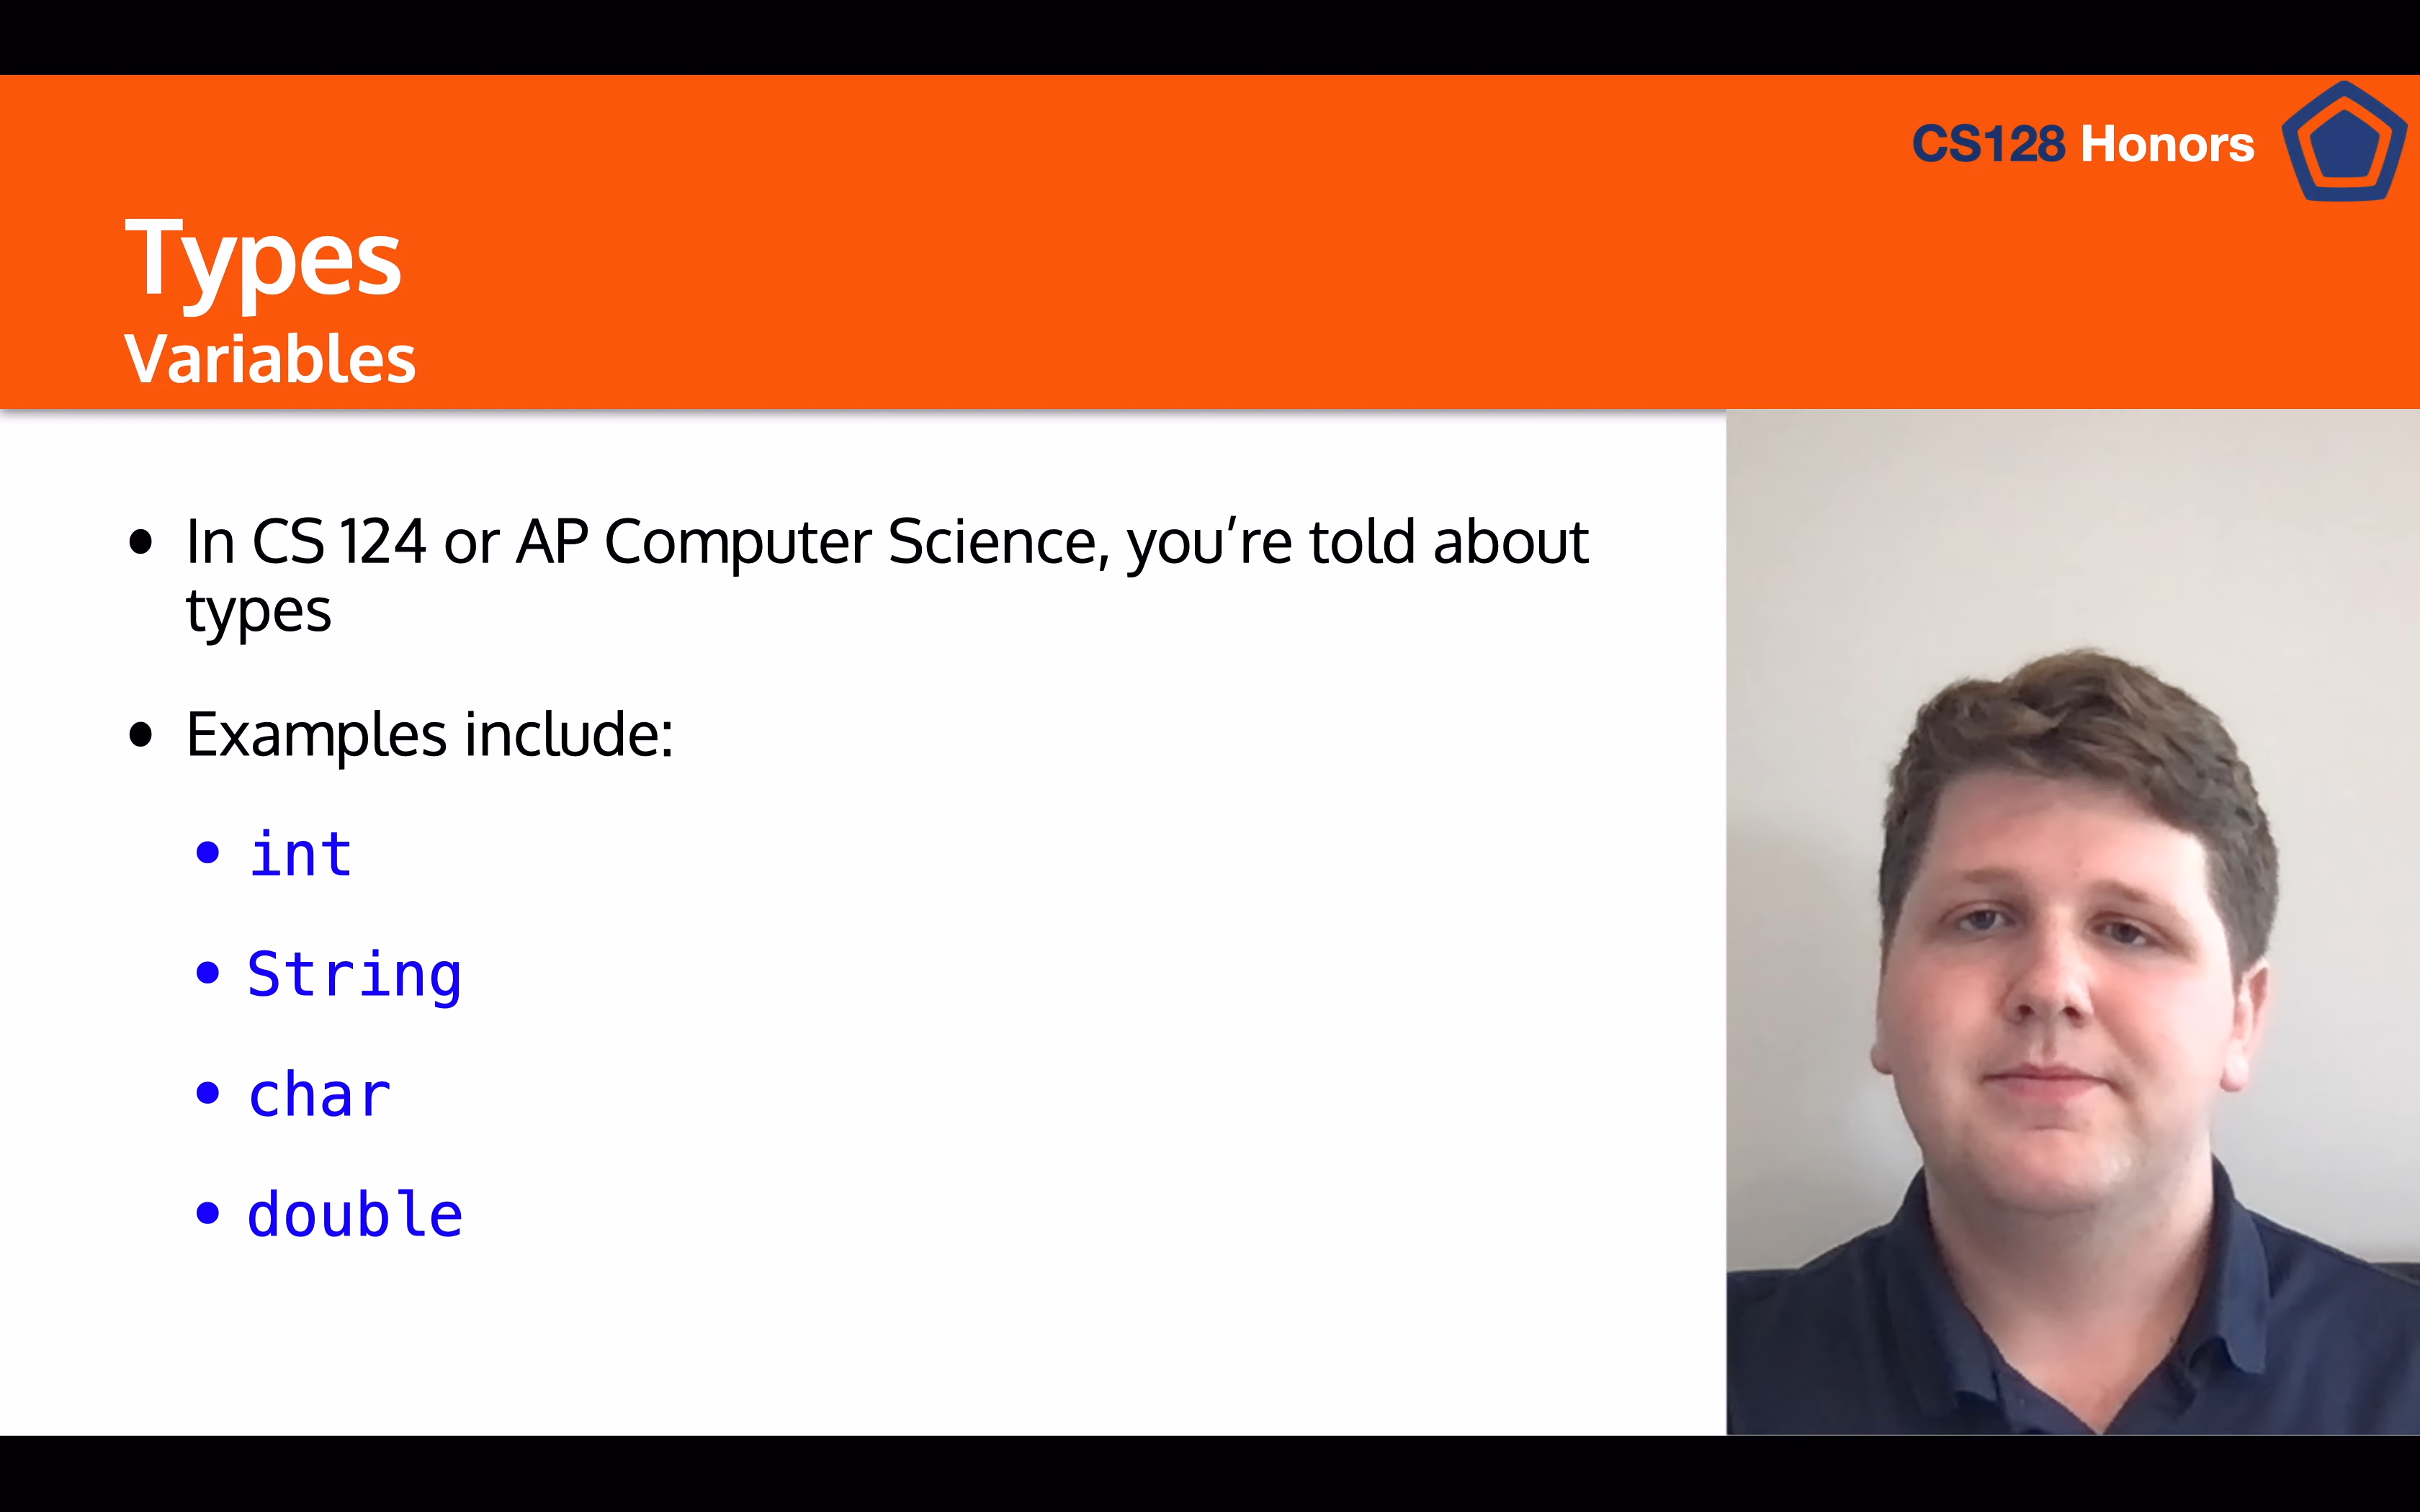 CS128 Honors
Types
Variables
• In CS 124 or AP Computer Science, you’re told about
types
• Examples include:
• int
• String
• char
• double